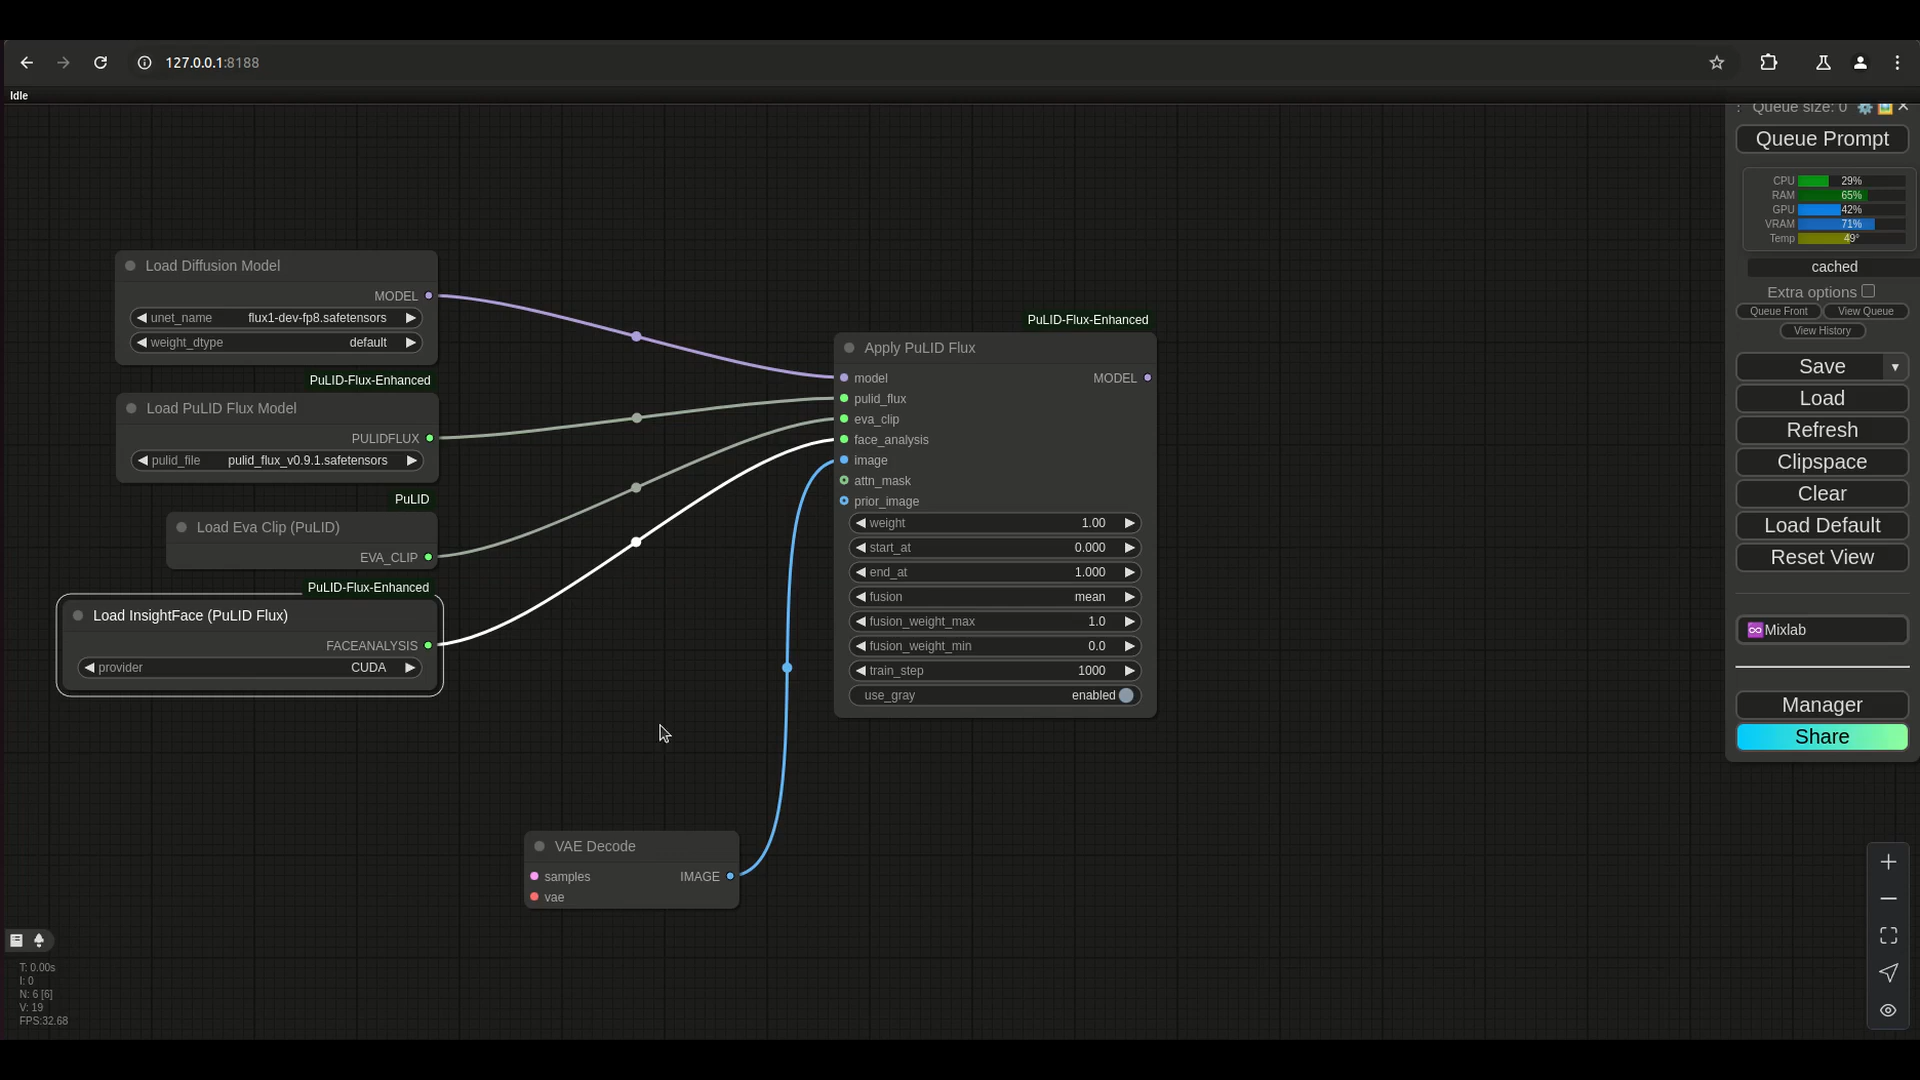 127.0.0.1:8188
Idle
Queue size: 0
Queue Prompt
CPU 29%
RAM 65%
GPU 42%
VRAM 71%
Temp 49°
cached
Extra options
Queue Front
View Queue
View History
Save
Load
Refresh
Clipspace
Clear
Load Default
Reset View
Mixlab
Manager
Share
Load Diffusion Model
MODEL
unet_name flux1-dev-fp8.safetensors
weight_dtype default
PuLID-Flux-Enhanced
Load PuLID Flux Model
PULIDFLUX
pulid_file pulid_flux_v0.9.1.safetensors
PuLID
Load Eva Clip (PuLID)
EVA_CLIP
PuLID-Flux-Enhanced
Load InsightFace (PuLID Flux)
FACEANALYSIS
provider CUDA
PuLID-Flux-Enhanced
Apply PuLID Flux
model MODEL
pulid_flux
eva_clip
face_analysis
image
attn_mask
prior_image
weight 1.00
start_at 0.000
end_at 1.000
fusion mean
fusion_weight_max 1.0
fusion_weight_min 0.0
train_step 1000
use_gray enabled
VAE Decode
samples IMAGE
vae
T: 0.00s
I: 0
N: 6 [6]
V: 19
FPS:32.68